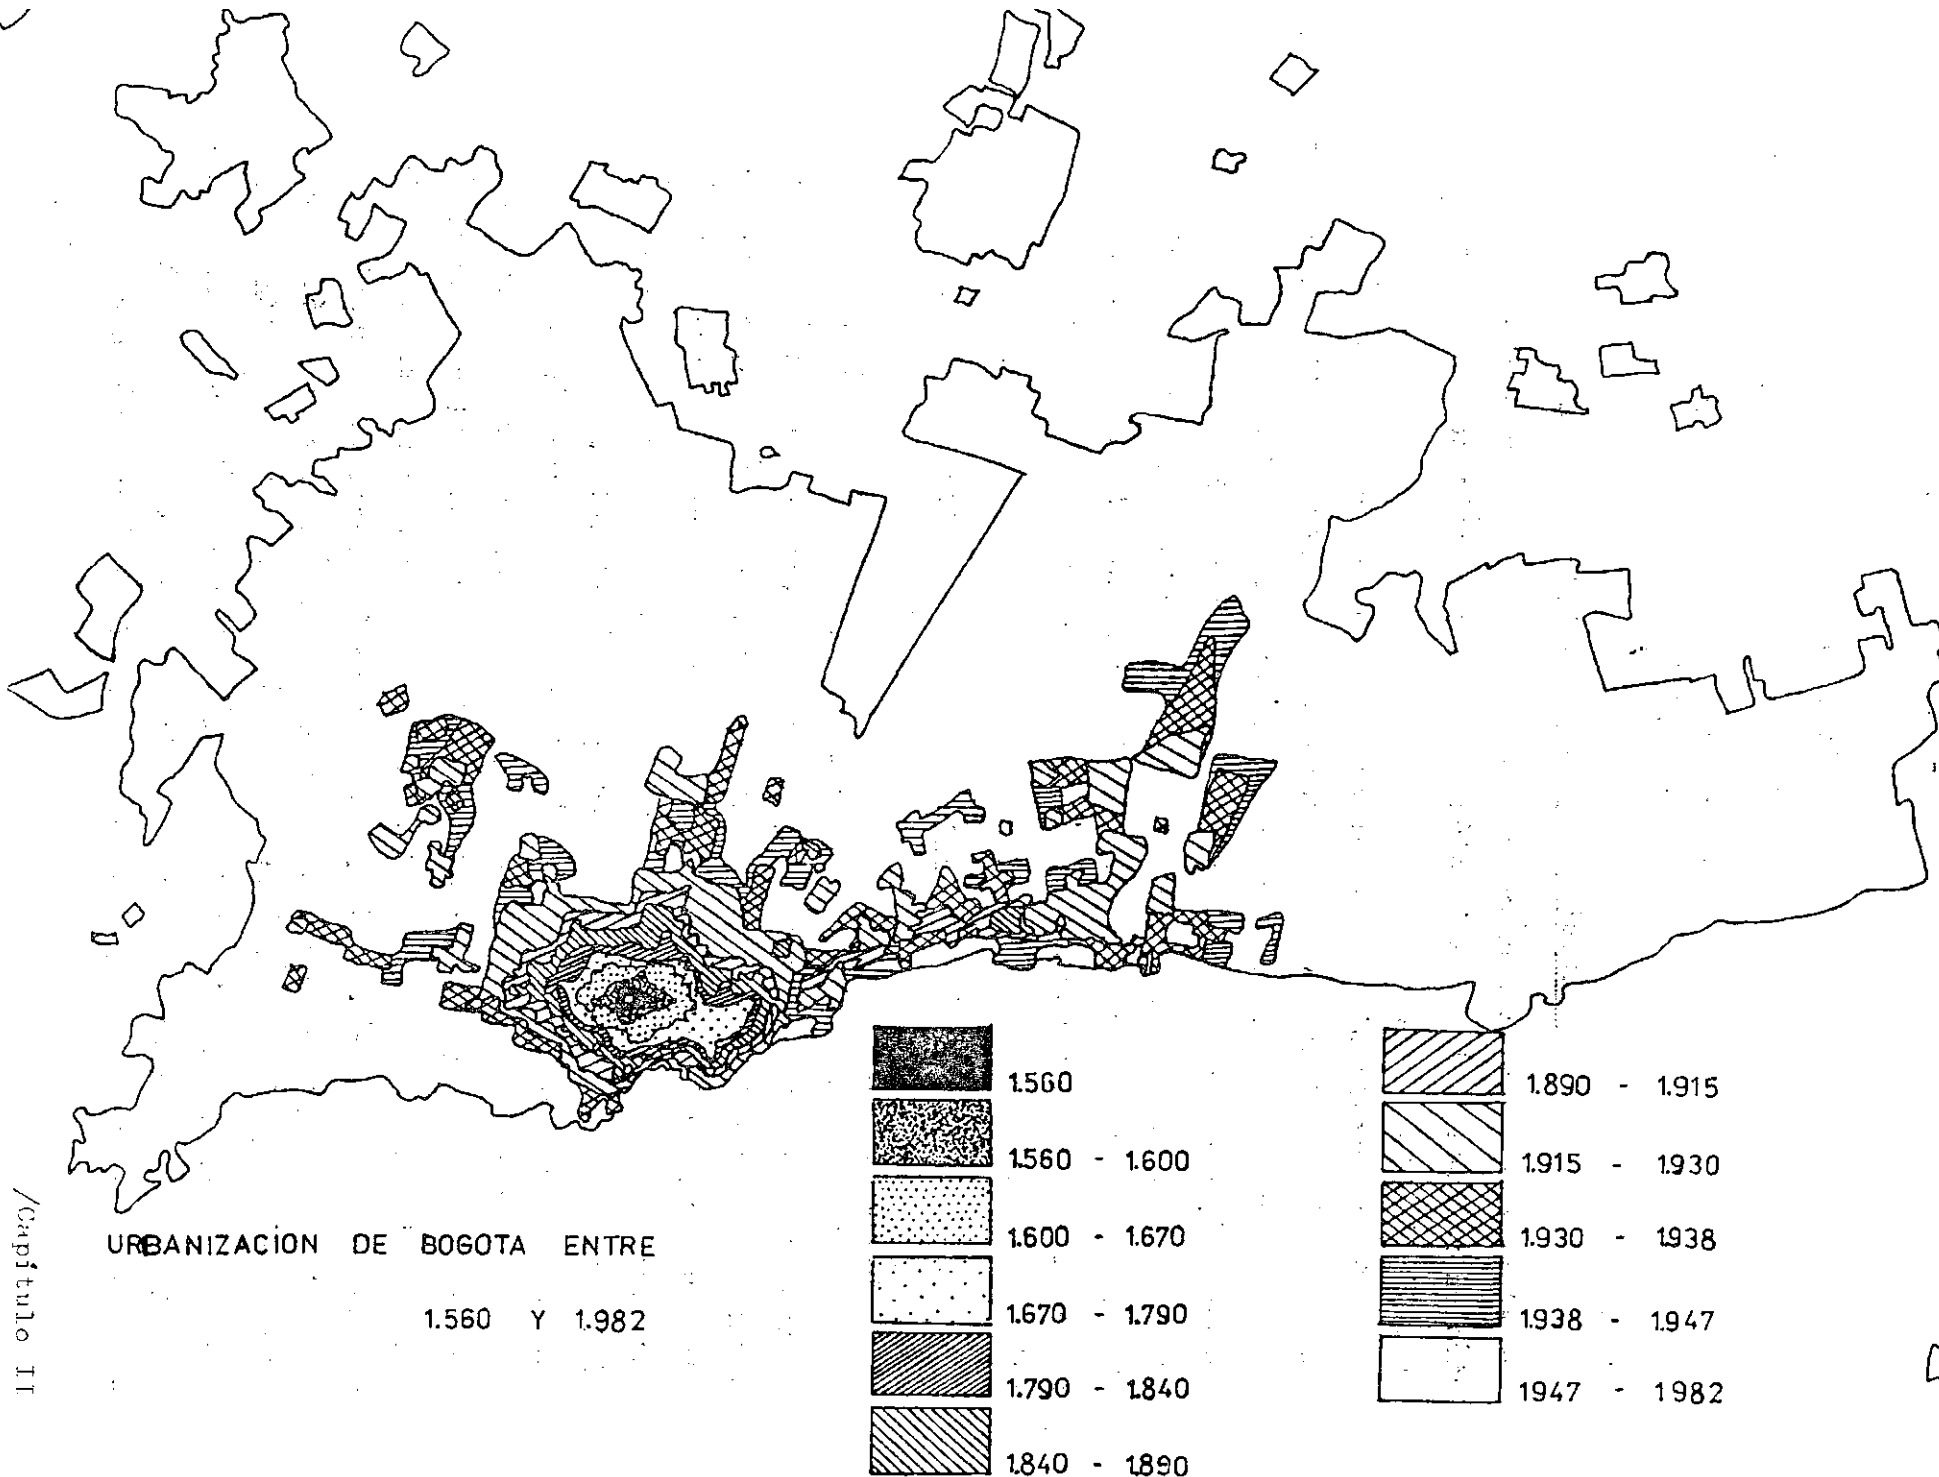 URBANIZACIÓN DE BOGOTA ENTRE
1.560 Y 1.982
1.560
1.560 - 1.600
1.600 - 1.670
1.670 - 1.790
1.790 - 1.840
1.840 - 1.890
1.890 - 1.915
1.915 - 1.930
1.930 - 1.938
1.938 - 1.947
1947 - 1982
/Capítulo II